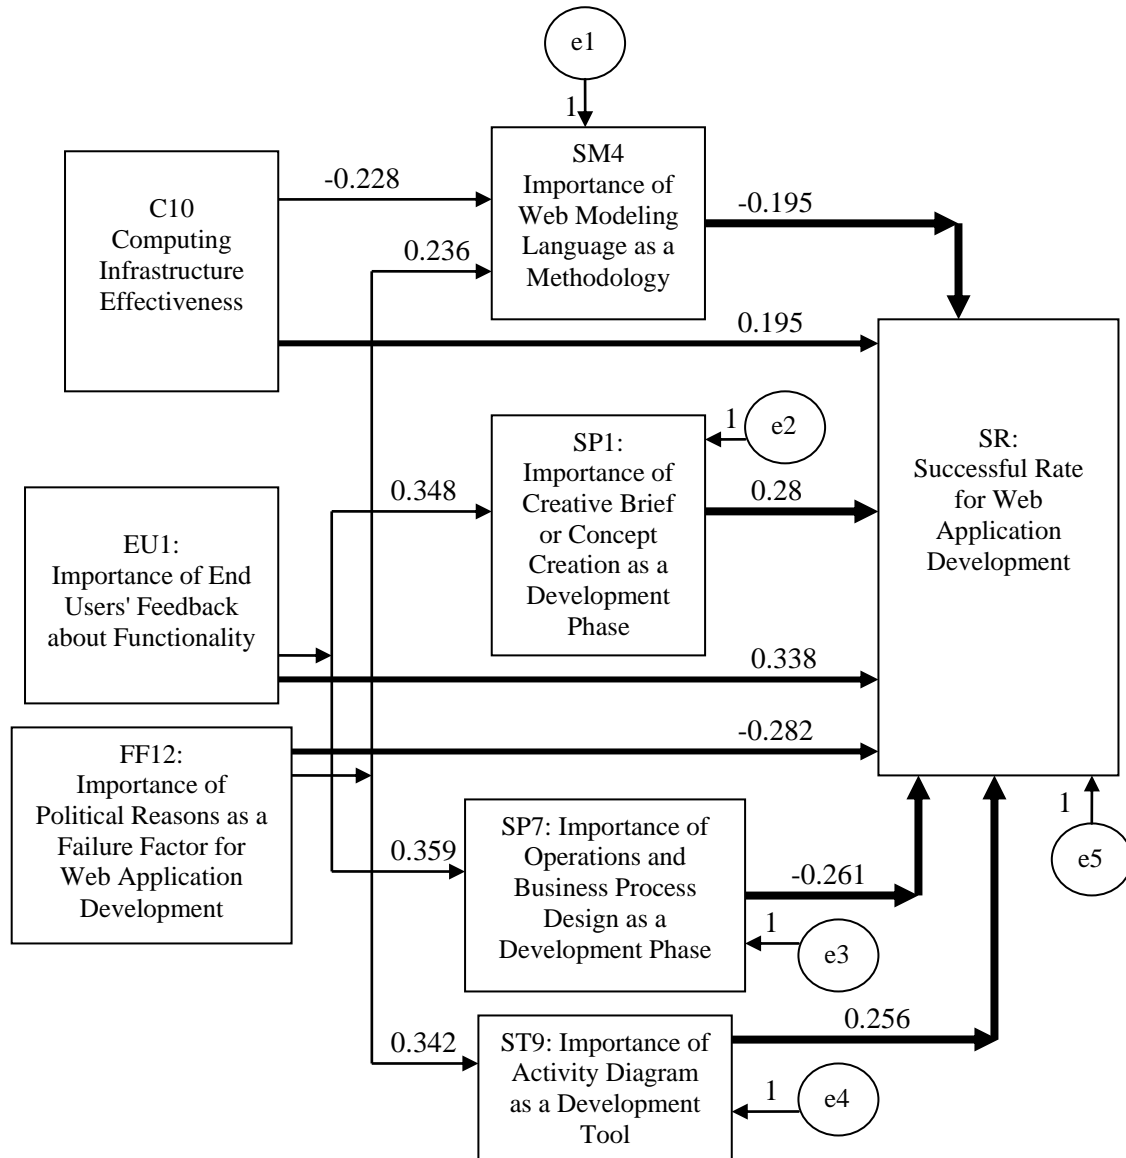 e1
1
C10
Computing
Infrastructure
Effectiveness
-0.228
0.236
SM4
Importance of
Web Modeling
Language as a
Methodology
-0.195
0.195
SP1:
Importance of
Creative Brief
or Concept
Creation as a
Development
Phase
1
e2
0.348
0.28
SR:
Successful Rate
for Web
Application
Development
EU1:
Importance of End
Users' Feedback
about Functionality
0.338
-0.282
FF12:
Importance of
Political Reasons as a
Failure Factor for
Web Application
Development
0.359
SP7: Importance of
Operations and
Business Process
Design as a
Development Phase
-0.261
1
e3
1
e5
0.342
ST9: Importance of
Activity Diagram
as a Development
Tool
0.256
1
e4